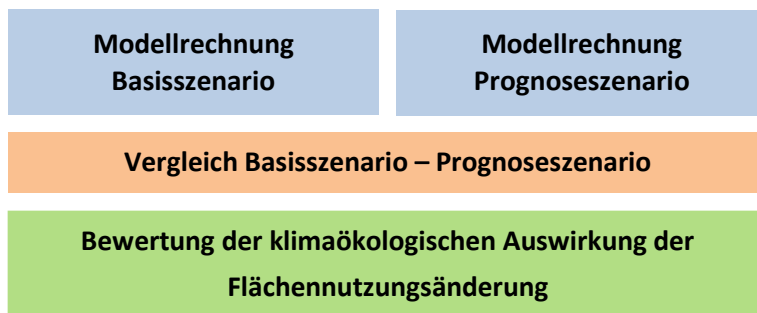 Modellrechnung
Basisszenario
Modellrechnung
Prognoseszenario
Vergleich Basisszenario – Prognoseszenario
Bewertung der klimaökologischen Auswirkung der
Flächennutzungsänderung